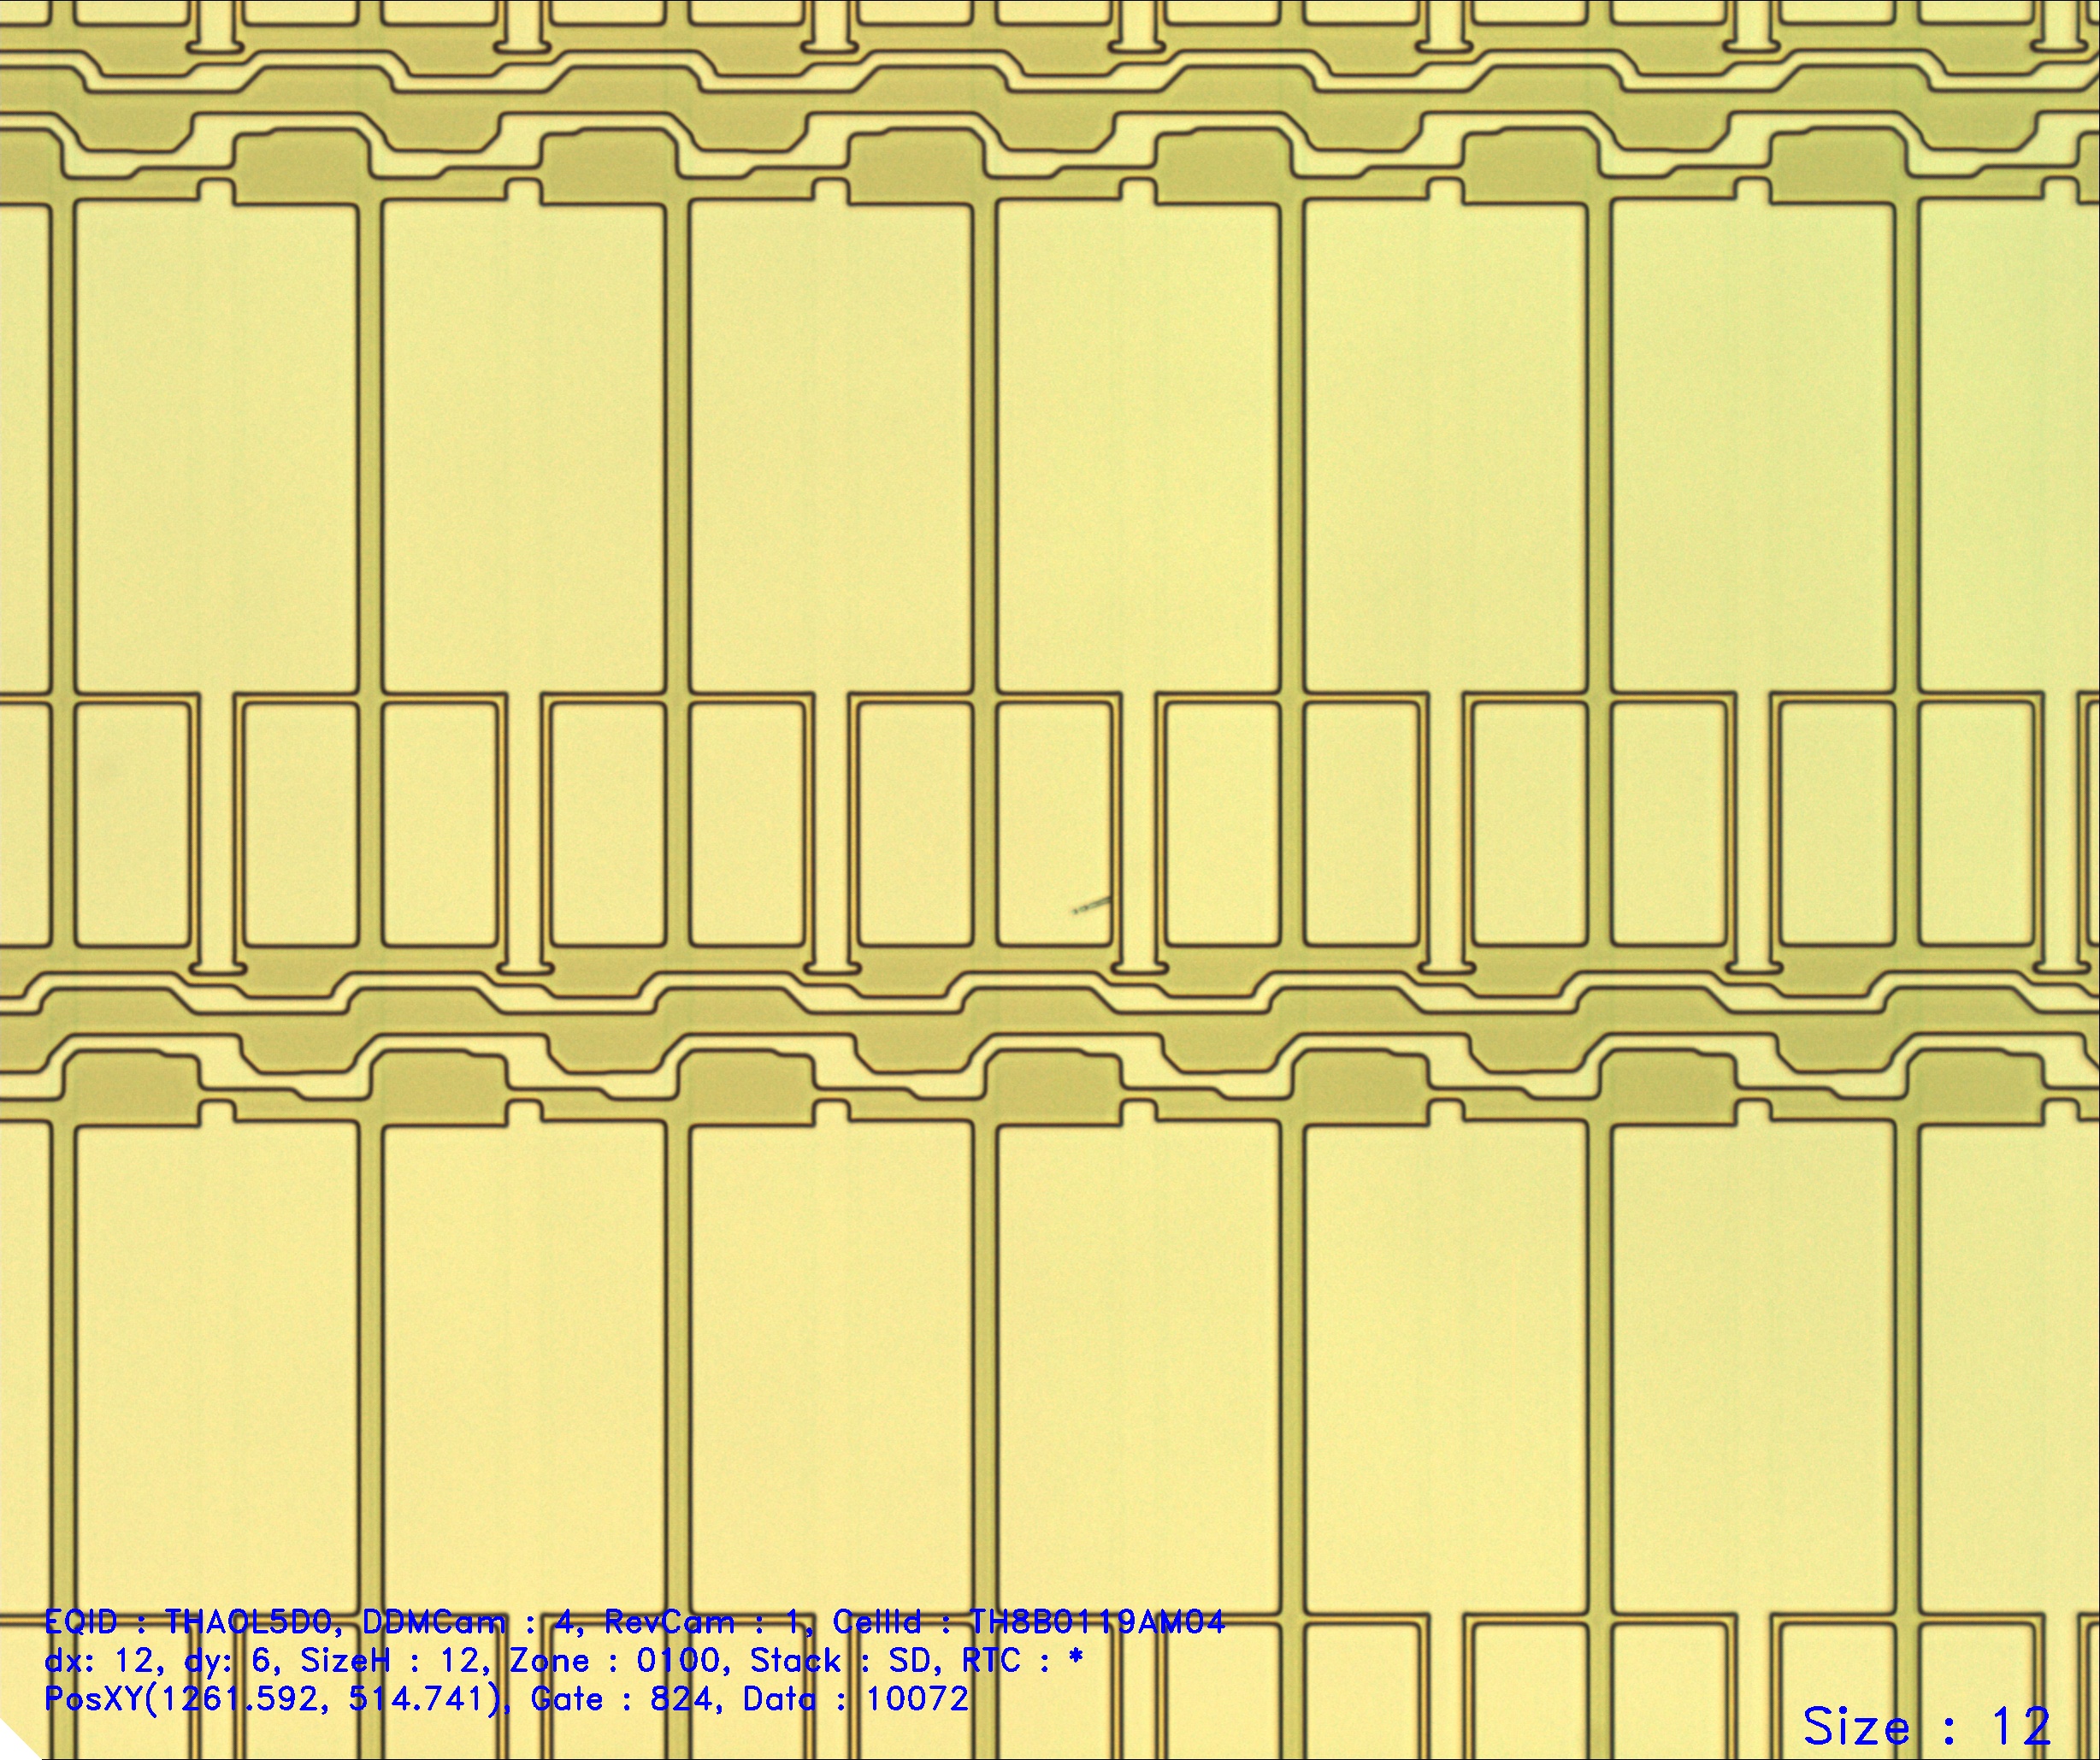 EQID : THAOL5D0, DDMCam : 4, RevCam : 1, CellId : TH8B0119AM04
dx: 12, dy: 6, SizeH : 12, Zone : 0100, Stack : SD, RTC : *
PosXY(1261.592, 514.741), Gate : 824, Data : 10072
Size : 12